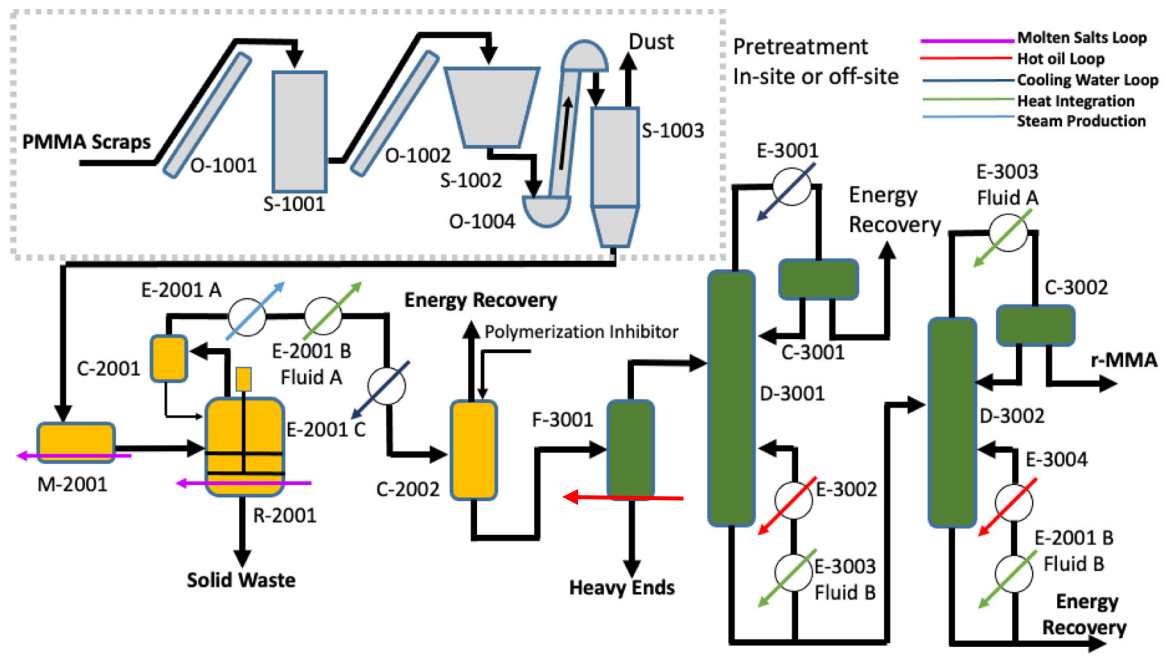 Dust
Pretreatment
In-site or off-site
Molten Salts Loop
Hot oil Loop
Cooling Water Loop
Heat Integration
Steam Production
PMMA Scraps
O-1001
S-1001
O-1002
S-1002
O-1004
S-1003
E-3001
Energy
Recovery
E-3003
Fluid A
C-3002
C-3001
r-MMA
D-3001
D-3002
E-2001 A
E-2001 B
Fluid A
C-2001
E-2001 C
Energy Recovery
Polymerization Inhibitor
F-3001
M-2001
R-2001
C-2002
Solid Waste
Heavy Ends
E-3002
E-3003
Fluid B
E-3004
E-2001 B
Fluid B
Energy
Recovery